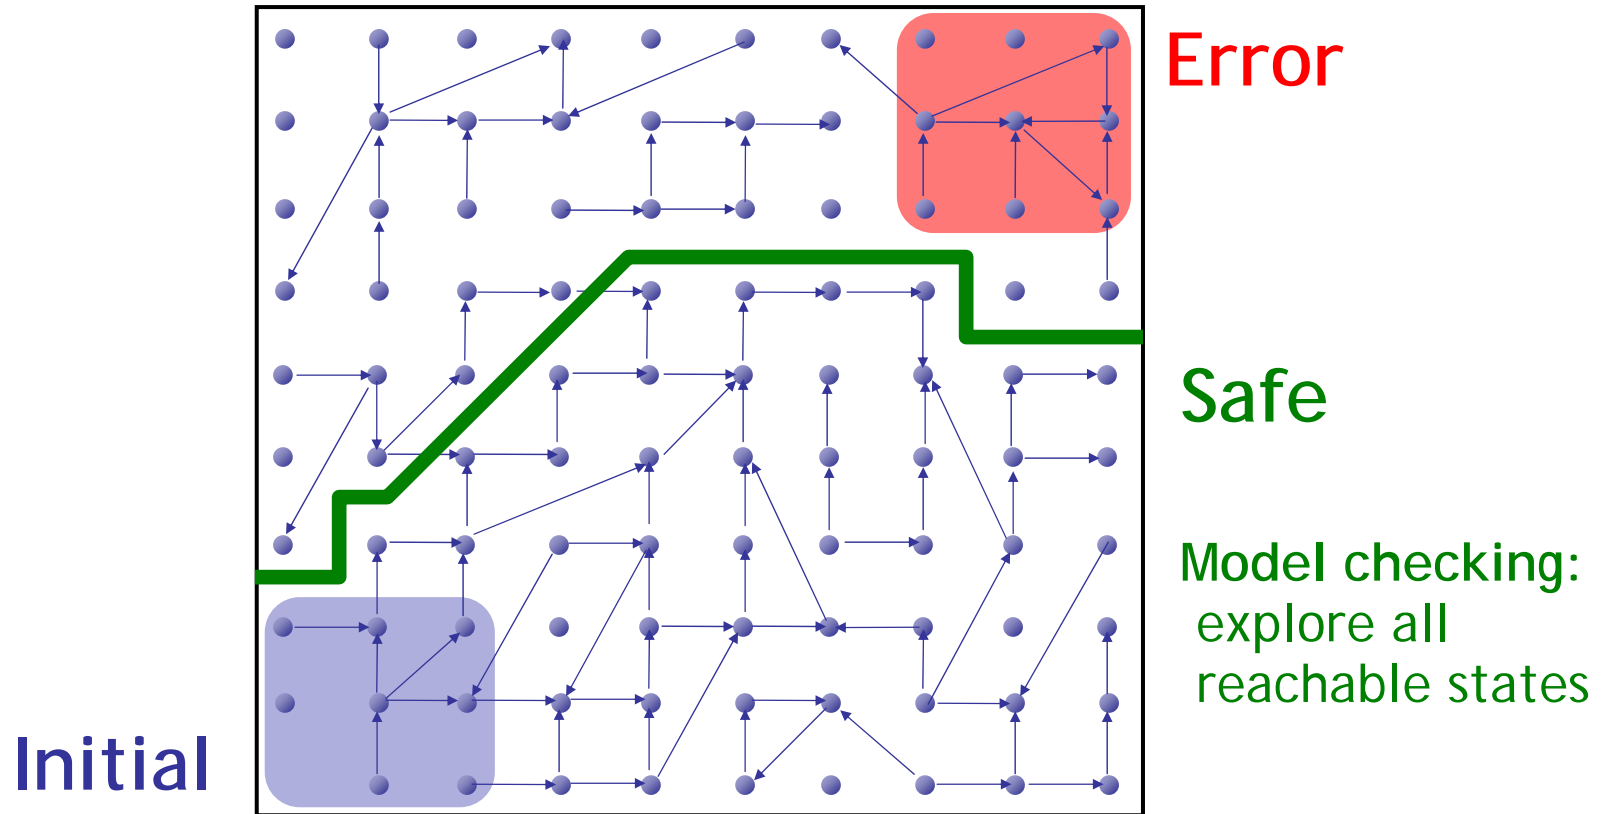 Error
Safe
Model checking:
explore all
reachable states
Initial